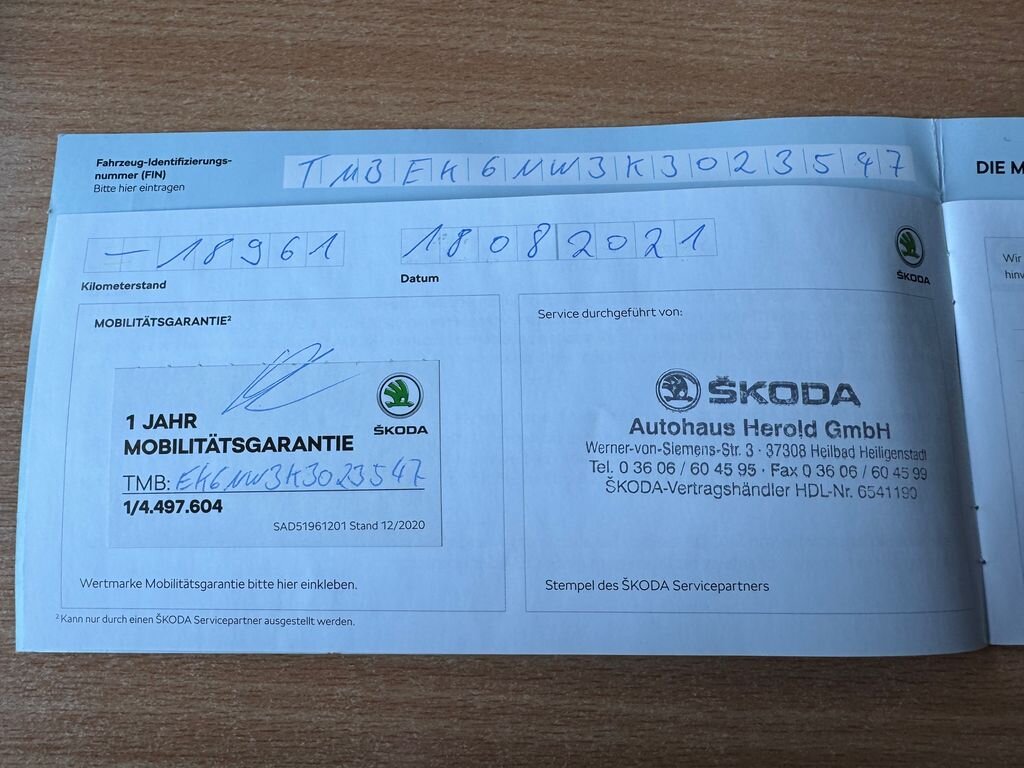 Fahrzeug-Identifizierungs-
nummer (FIN)
Bitte hier eintragen
TMBEK6NW3K3023547
DIE M
– 18961
Kilometerstand
18082021
Datum
ŠKODA
Wir
hinw
MOBILITÄTSGARANTIE²
1 JAHR
MOBILITÄTSGARANTIE
ŠKODA
TMB: EK6NW3K3023547
1/4.497.604
SAD51961201 Stand 12/2020
Wertmarke Mobilitätsgarantie bitte hier einkleben.
Service durchgeführt von:
ŠKODA
Autohaus Herold GmbH
Werner-von-Siemens-Str. 3 · 37308 Heilbad Heiligenstadt
Tel. 0 36 06 / 60 45 95 · Fax 0 36 06 / 60 45 99
ŠKODA-Vertragshändler HDL-Nr. 6541190
Stempel des ŠKODA Servicepartners
² Kann nur durch einen ŠKODA Servicepartner ausgestellt werden.